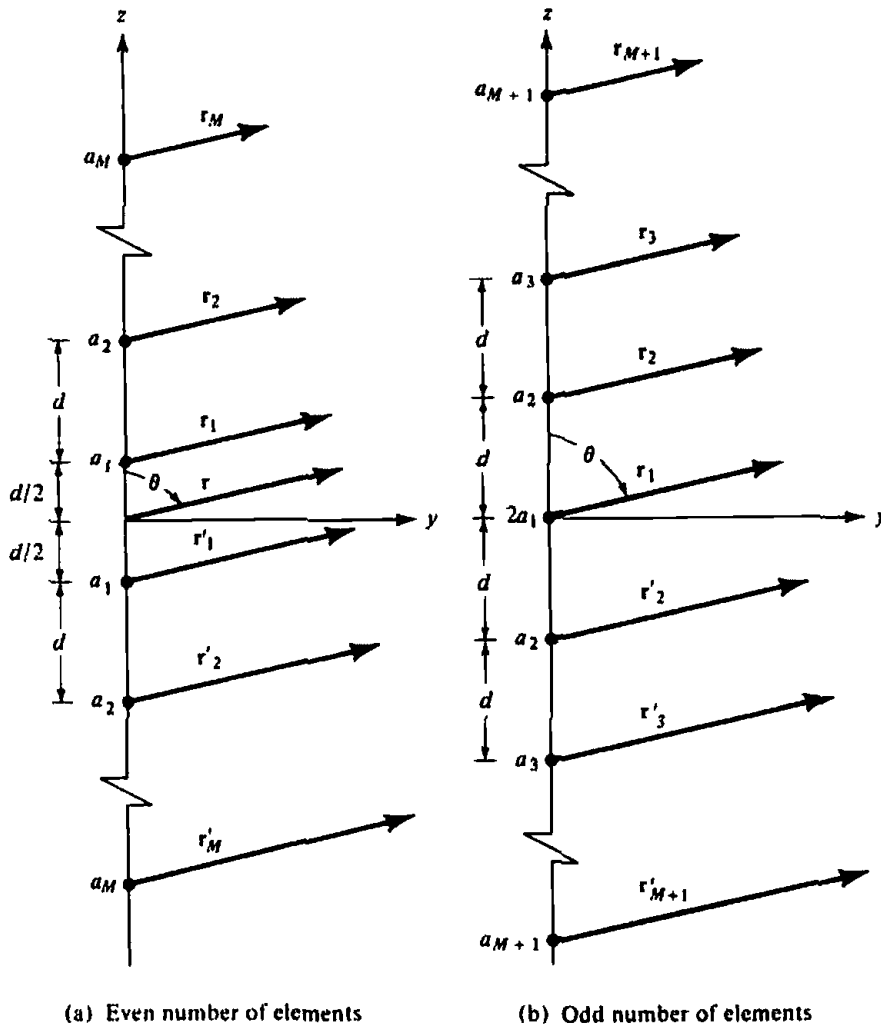 z
r_M
a_M
r_2
a_2
d
r_1
a_1
θ
r
d/2
y
d/2
r'_1
a_1
d
r'_2
a_2
r'_M
a_M
(a) Even number of elements
z
r_{M+1}
a_{M + 1}
r_3
a_3
d
r_2
a_2
d
θ
r_1
2a_1
y
d
r'_2
a_2
d
r'_3
a_3
r'_{M+1}
a_{M + 1}
(b) Odd number of elements